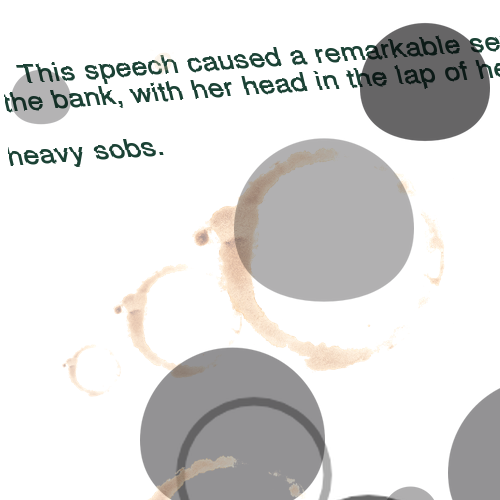 This speech caused a remarkable se
the bank, with her head in the lap of he
heavy sobs.